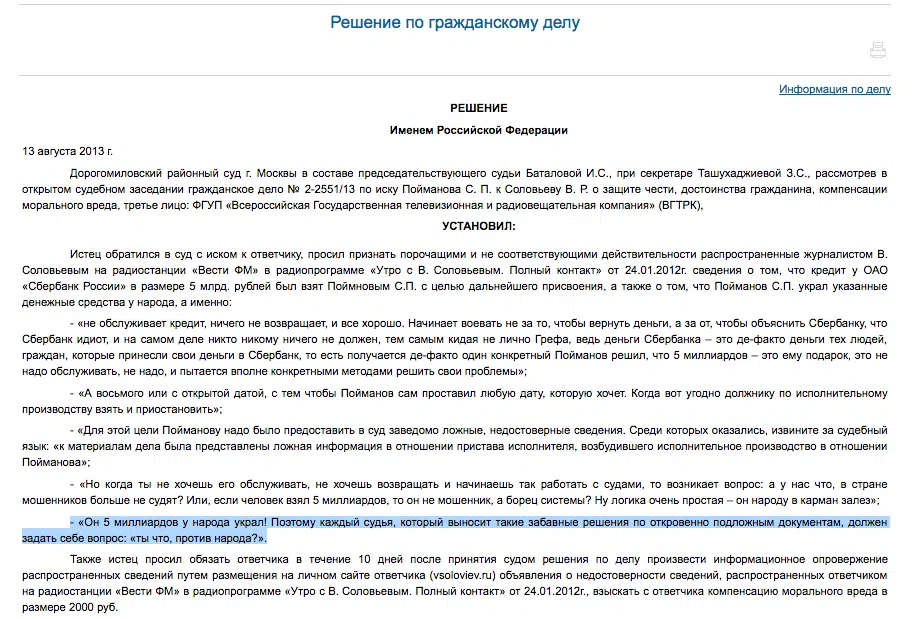 Решение по гражданскому делу
Информация по делу
РЕШЕНИЕ
Именем Российской Федерации
13 августа 2013 г.
Дорогомиловский районный суд г. Москвы в составе председательствующего судьи Баталовой И.С., при секретаре Ташухаджиевой З.С., рассмотрев в
открытом судебном заседании гражданское дело № 2-2551/13 по иску Пойманова С. П. к Соловьеву В. Р. о защите чести, достоинства гражданина, компенсации
морального вреда, третье лицо: ФГУП «Всероссийская Государственная телевизионная и радиовещательная компания» (ВГТРК),
УСТАНОВИЛ:
Истец обратился в суд с иском к ответчику, просил признать порочащими и не соответствующими действительности распространенные журналистом В.
Соловьевым на радиостанции «Вести ФМ» в радиопрограмме «Утро с В. Соловьевым. Полный контакт» от 24.01.2012г. сведения о том, что кредит у ОАО
«Сбербанк России» в размере 5 млрд. рублей был взят Поймновым С.П. с целью дальнейшего присвоения, а также о том, что Пойманов С.П. украл указанные
денежные средства у народа, а именно:
- «не обслуживает кредит, ничего не возвращает, и все хорошо. Начинает воевать не за то, чтобы вернуть деньги, а за от, чтобы объяснить Сбербанку, что
Сбербанк идиот, и на самом деле никто никому ничего не должен, тем самым кидая не лично Грефа, ведь деньги Сбербанка – это де-факто деньги тех людей,
граждан, которые принесли свои деньги в Сбербанк, то есть получается де-факто один конкретный Пойманов решил, что 5 миллиардов – это ему подарок, это не
надо обслуживать, не надо, и пытается вполне конкретными методами решить свои проблемы»;
- «А восьмого или с открытой датой, с тем чтобы Пойманов сам проставил любую дату, которую хочет. Когда вот угодно должнику по исполнительному
производству взять и приостановить»;
- «Для этой цели Пойманову надо было предоставить в суд заведомо ложные, недостоверные сведения. Среди которых оказались, извините за судебный
язык: «к материалам дела была представлены ложная информация в отношении пристава исполнителя, возбудившего исполнительное производство в отношении
Пойманова»;
- «Но когда ты не хочешь его обслуживать, не хочешь возвращать и начинаешь так работать с судами, то возникает вопрос: а у нас что, в стране
мошенников больше не судят? Или, если человек взял 5 миллиардов, то он не мошенник, а борец системы? Ну логика очень простая – он народу в карман залез»;
- «Он 5 миллиардов у народа украл! Поэтому каждый судья, который выносит такие забавные решения по откровенно подложным документам, должен
задать себе вопрос: «ты что, против народа?».
Также истец просил обязать ответчика в течение 10 дней после принятия судом решения по делу произвести информационное опровержение
распространенных сведений путем размещения на личном сайте ответчика (vsoloviev.ru) объявления о недостоверности сведений, распространенных ответчиком
на радиостанции «Вести ФМ» в радиопрограмме «Утро с В. Соловьевым. Полный контакт» от 24.01.2012г., взыскать с ответчика компенсацию морального вреда в
размере 2000 руб.